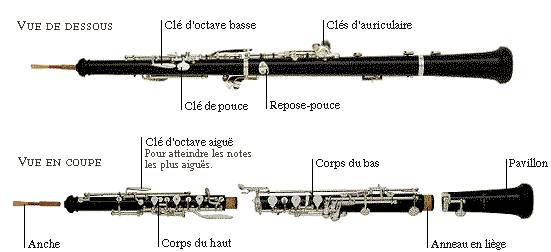 VUE DE DESSOUS
Clé d'octave basse
Clés d'auriculaire
Clé de pouce
Repose-pouce
VUE EN COUPE
Clé d'octave aiguë
Pour atteindre les notes
les plus aiguës.
Corps du bas
Pavillon
Anche
Corps du haut
Anneau en liège